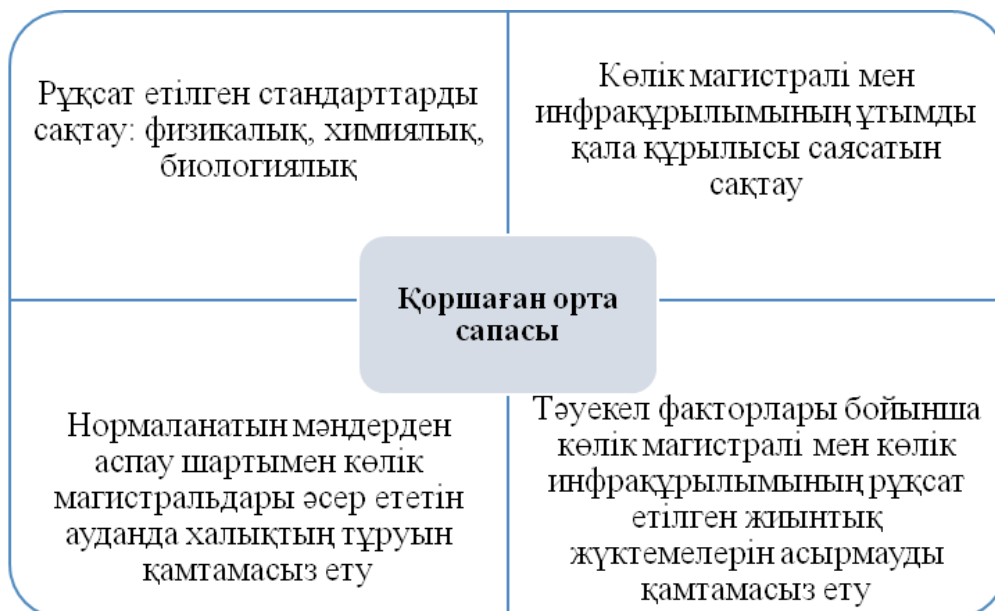 Рұқсат етілген стандарттарды
сақтау: физикалық, химиялық,
биологиялық
Көлік магистралі мен
инфрақұрылымының ұтымды
қала құрылысы саясатын
сақтау
Қоршаған орта
сапасы
Нормаланатын мәндерден
аспау шартымен көлік
магистральдары әсер ететін
ауданда халықтың тұруын
қамтамасыз ету
Тәуекел факторлары бойынша
көлік магистралі мен көлік
инфрақұрылымының рұқсат
етілген жиынтық
жүктемелерін асырмауды
қамтамасыз ету